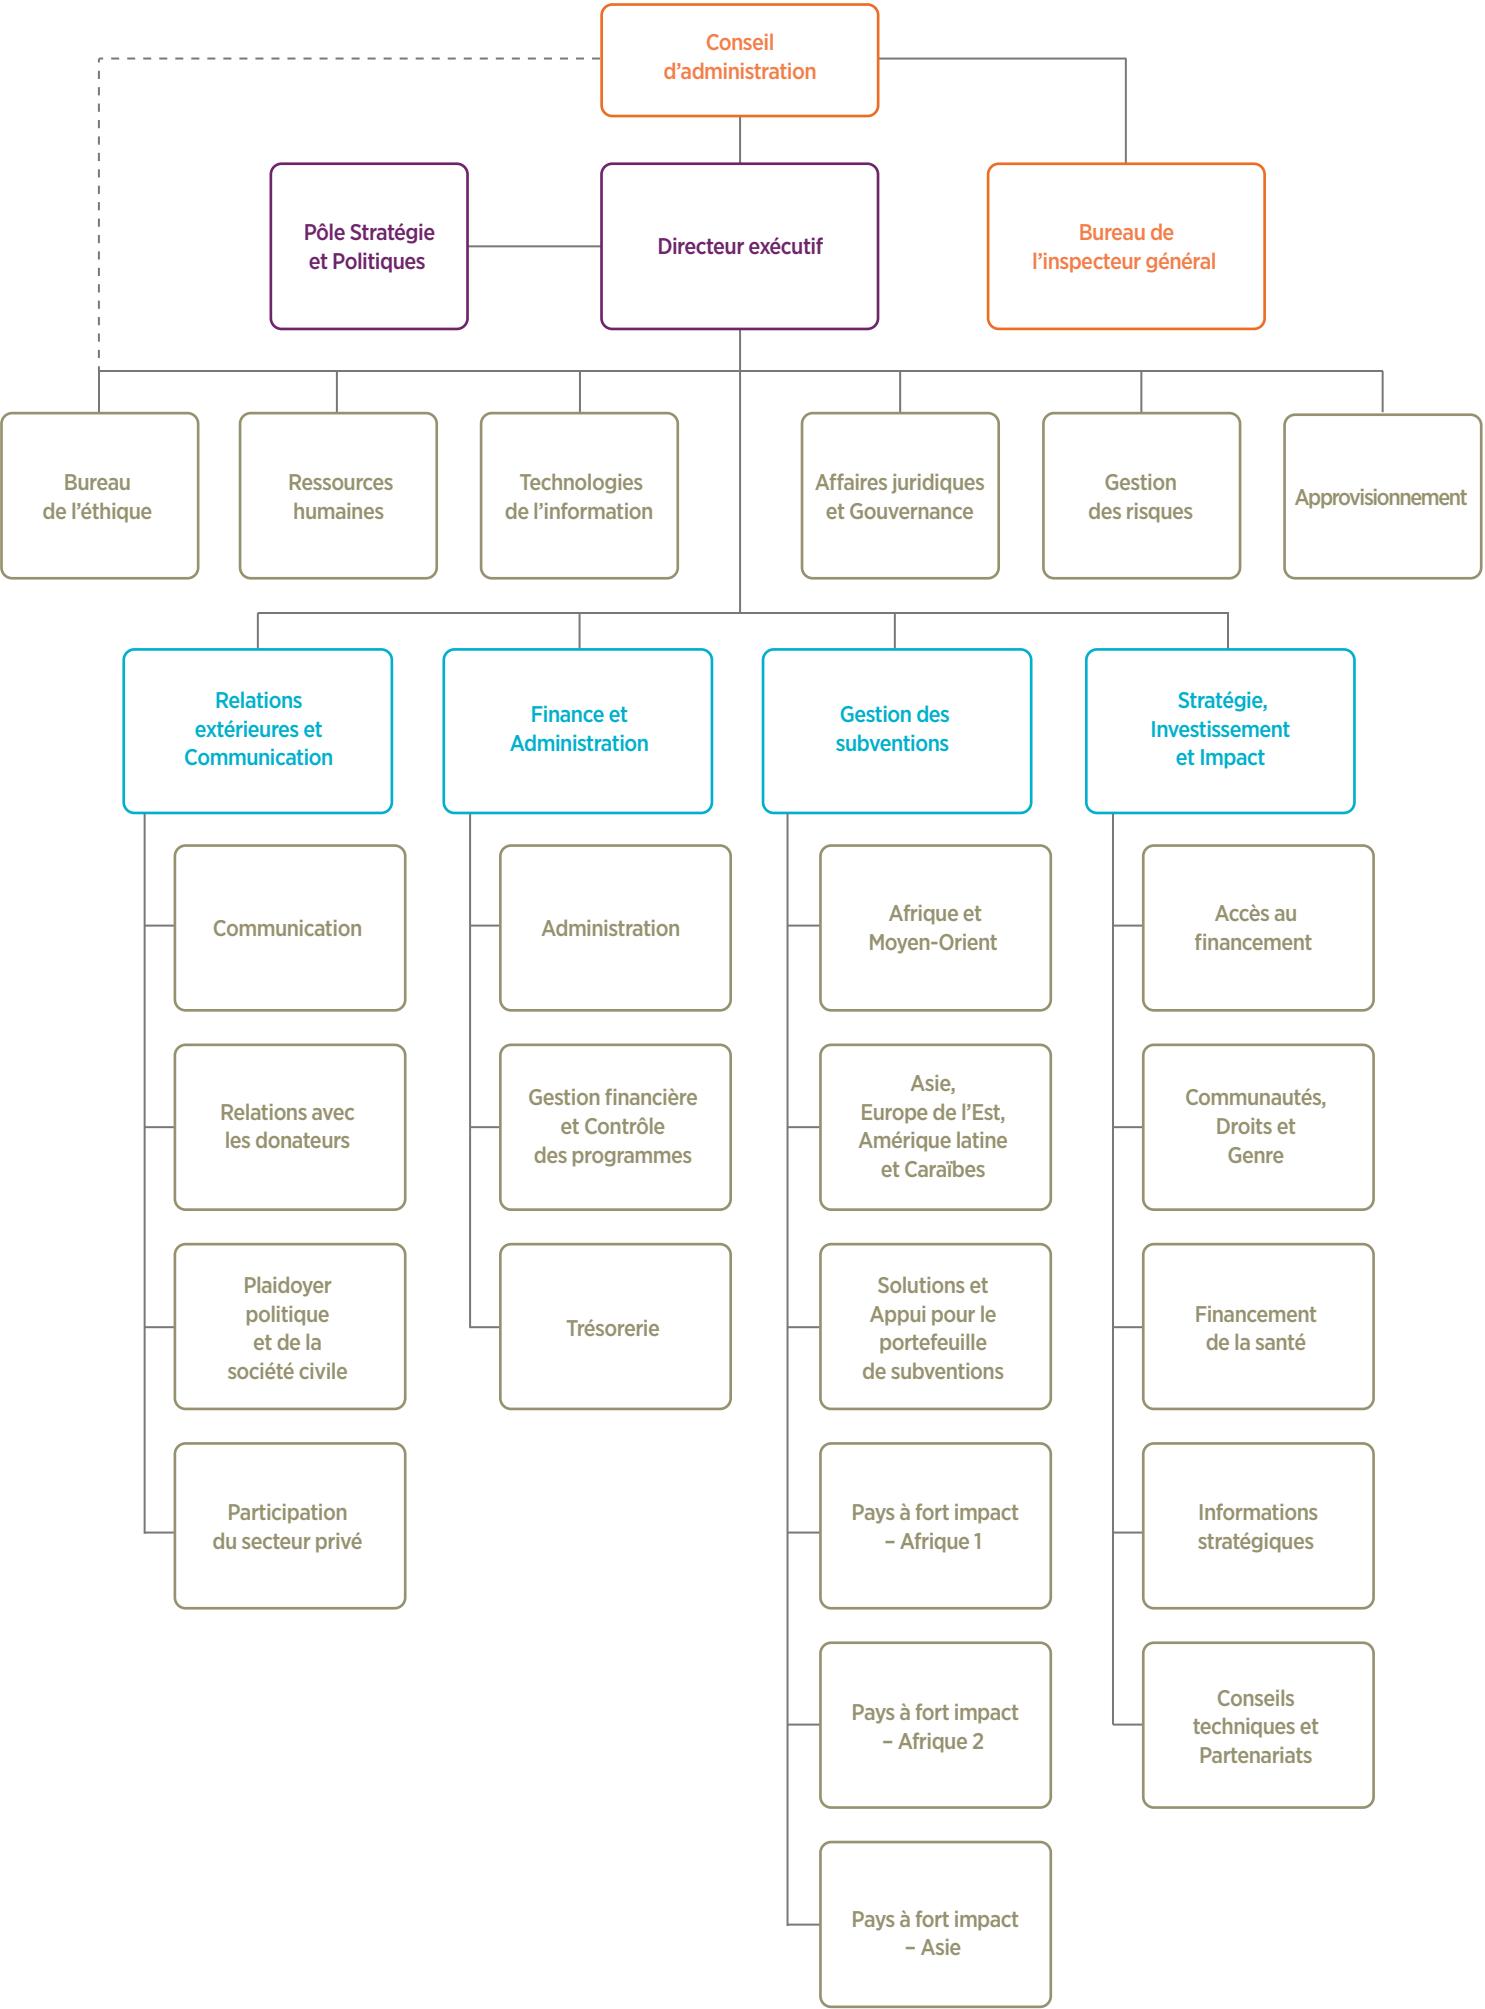 Conseil
d’administration
Pôle Stratégie
et Politiques
Directeur exécutif
Bureau de
l’inspecteur général
Bureau
de l’éthique
Ressources
humaines
Technologies
de l’information
Affaires juridiques
et Gouvernance
Gestion
des risques
Approvisionnement
Relations
extérieures et
Communication
Finance et
Administration
Gestion des
subventions
Stratégie,
Investissement
et Impact
Communication
Relations avec
les donateurs
Plaidoyer
politique
et de la
société civile
Participation
du secteur privé
Administration
Gestion financière
et Contrôle
des programmes
Trésorerie
Afrique et
Moyen-Orient
Asie,
Europe de l’Est,
Amérique latine
et Caraïbes
Solutions et
Appui pour le
portefeuille
de subventions
Pays à fort impact
– Afrique 1
Pays à fort impact
– Afrique 2
Pays à fort impact
– Asie
Accès au
financement
Communautés,
Droits et
Genre
Financement
de la santé
Informations
stratégiques
Conseils
techniques et
Partenariats